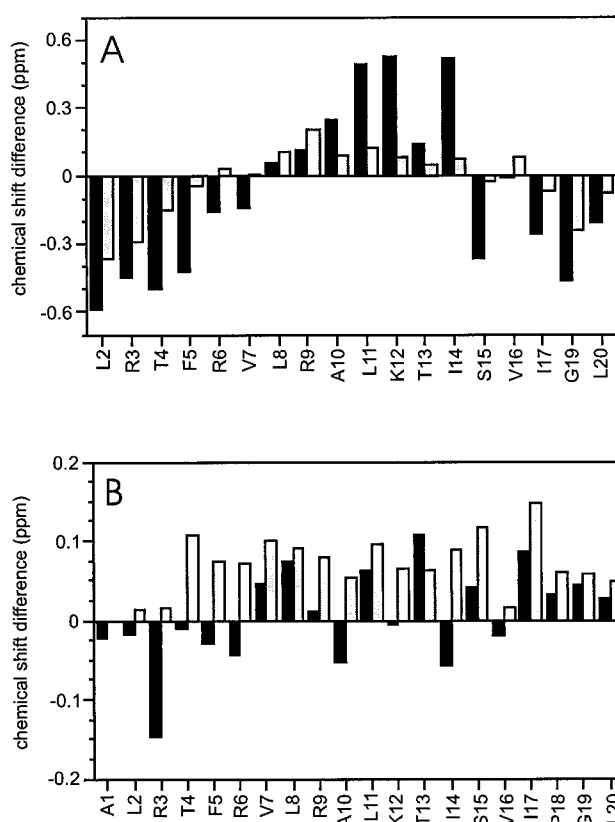 A
chemical shift difference (ppm)
0.6
0.3
0
-0.3
-0.6
L2 R3 T4 F5 R6 V7 L8 R9 A10 L11 K12 T13 I14 S15 V16 I17 G19 L20
B
chemical shift difference (ppm)
0.2
0.1
0
-0.1
-0.2
A1 L2 R3 T4 F5 R6 V7 L8 R9 A10 L11 K12 T13 I14 S15 V16 I17 P18 G19 L20